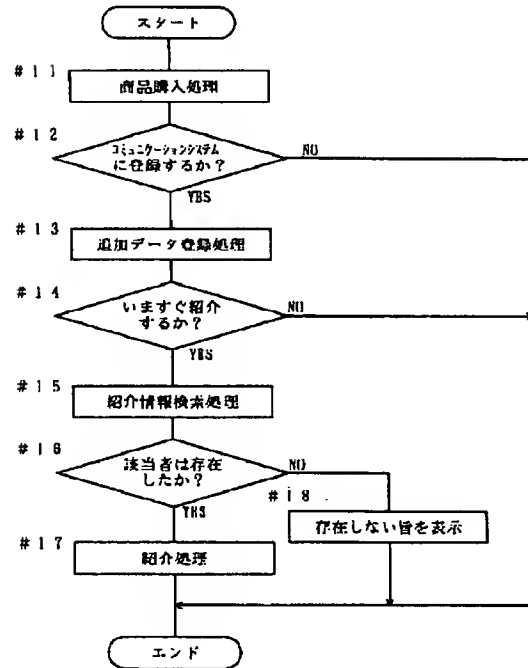 スタート
#11
商品購入処理
#12
コミュニケーションシステム
に登録するか?
NO
YES
#13
追加データ登録処理
#14
いますぐ紹介
するか?
NO
YES
#15
紹介情報検索処理
#16
該当者は存在
したか?
NO
#18
YES
存在しない旨を表示
#17
紹介処理
エンド